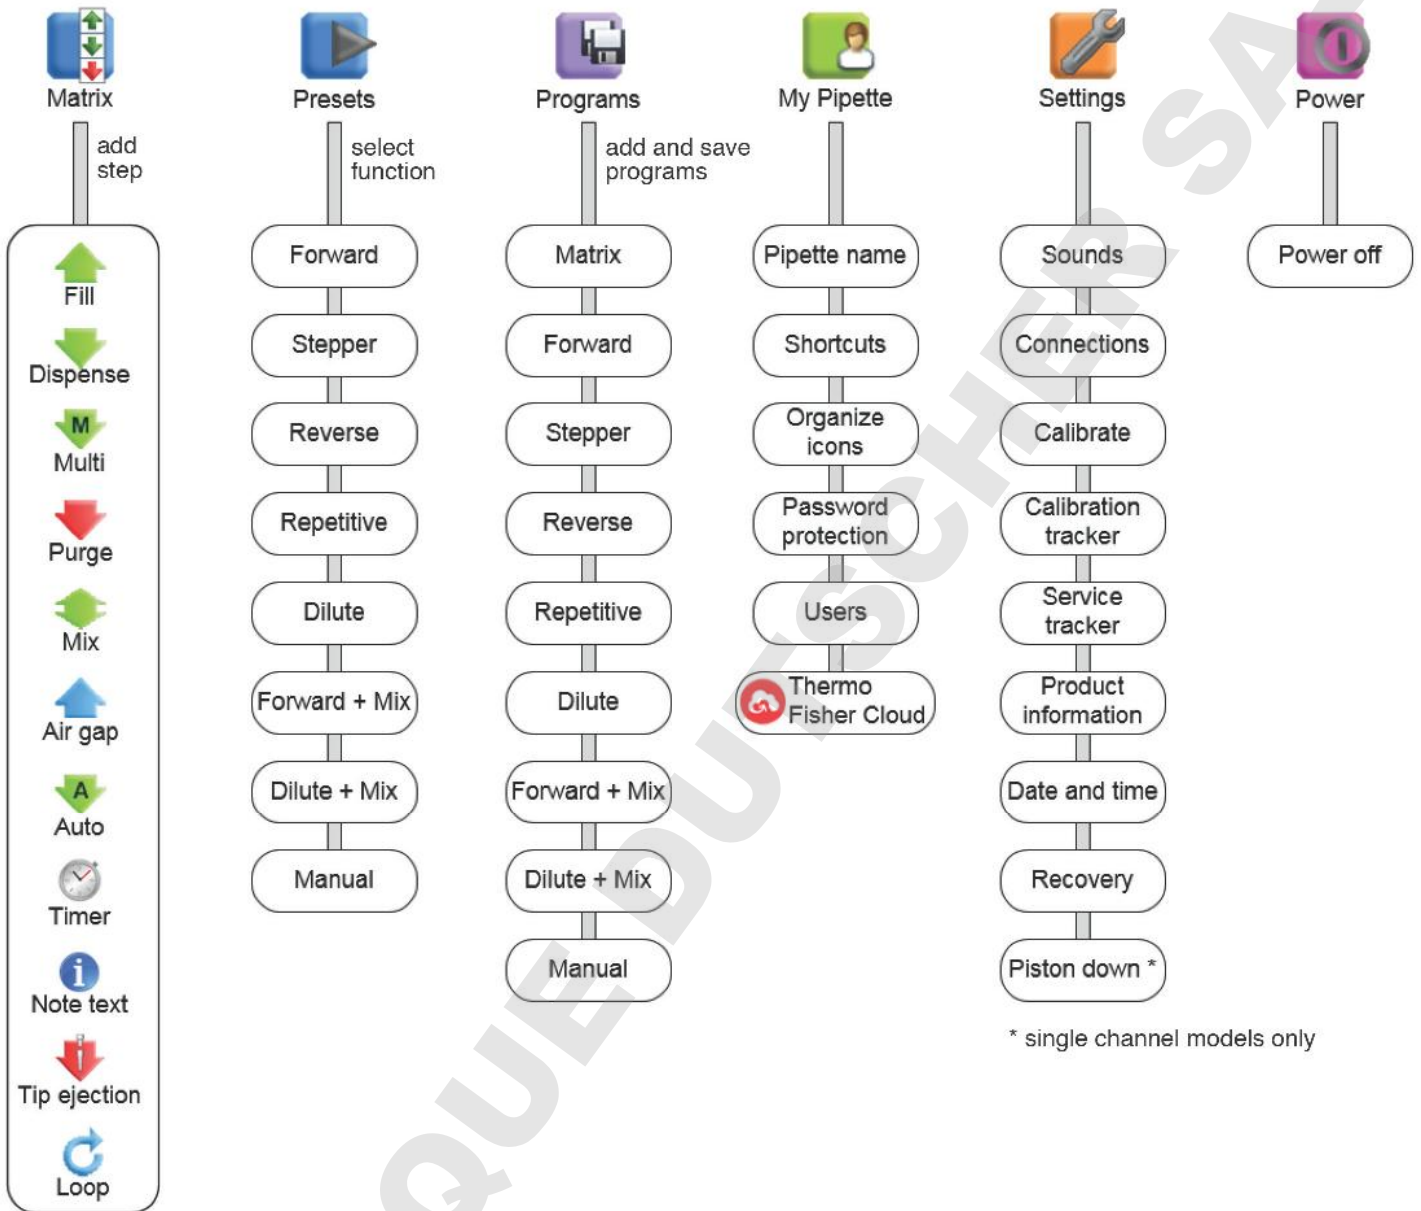 Matrix
add
step
Fill
Dispense
M
Multi
Purge
Mix
Air gap
A
Auto
Timer
i
Note text
Tip ejection
Loop
Presets
select
function
Forward
Stepper
Reverse
Repetitive
Dilute
Forward + Mix
Dilute + Mix
Manual
Programs
add and save
programs
Matrix
Forward
Stepper
Reverse
Repetitive
Dilute
Forward + Mix
Dilute + Mix
Manual
My Pipette
Pipette name
Shortcuts
Organize
icons
Password
protection
Users
Thermo
Fisher Cloud
Settings
Sounds
Connections
Calibrate
Calibration
tracker
Service
tracker
Product
information
Date and time
Recovery
Piston down *
* single channel models only
Power
Power off
QUE DUTSCHER SA